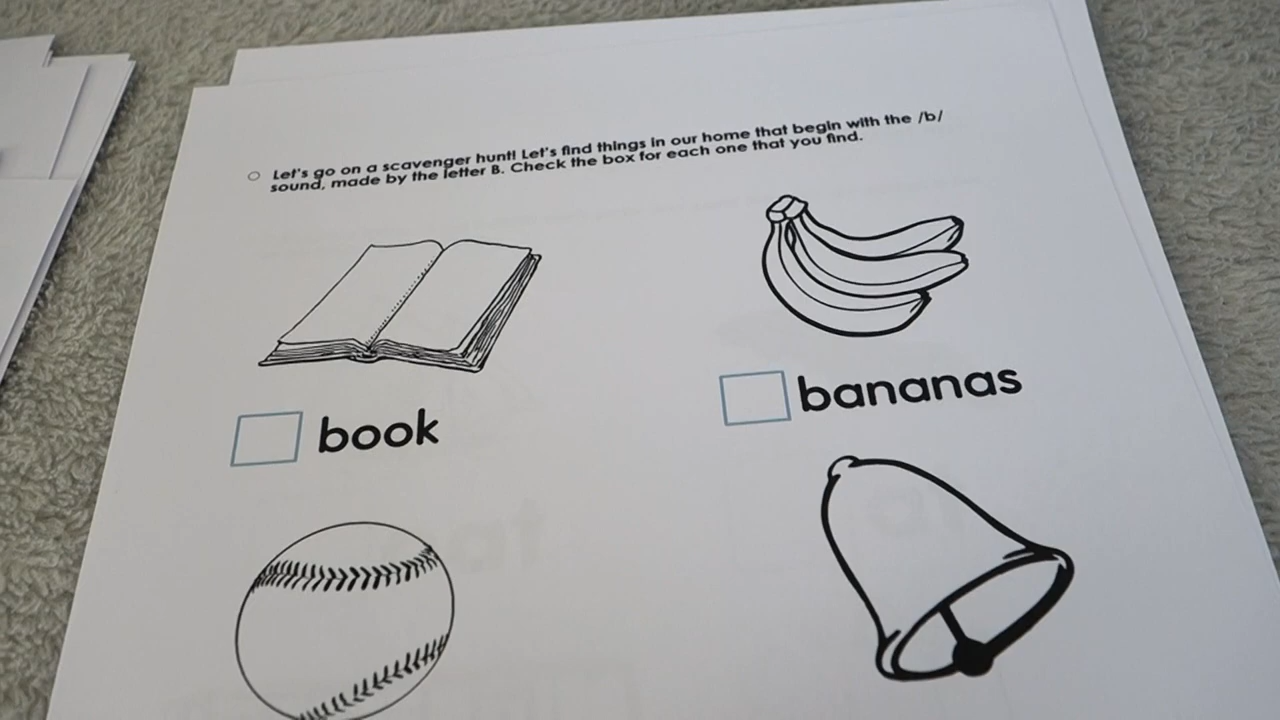 Let's go on a scavenger hunt! Let's find things in our home that begin with the /b/
sound, made by the letter B. Check the box for each one that you find.
book
bananas